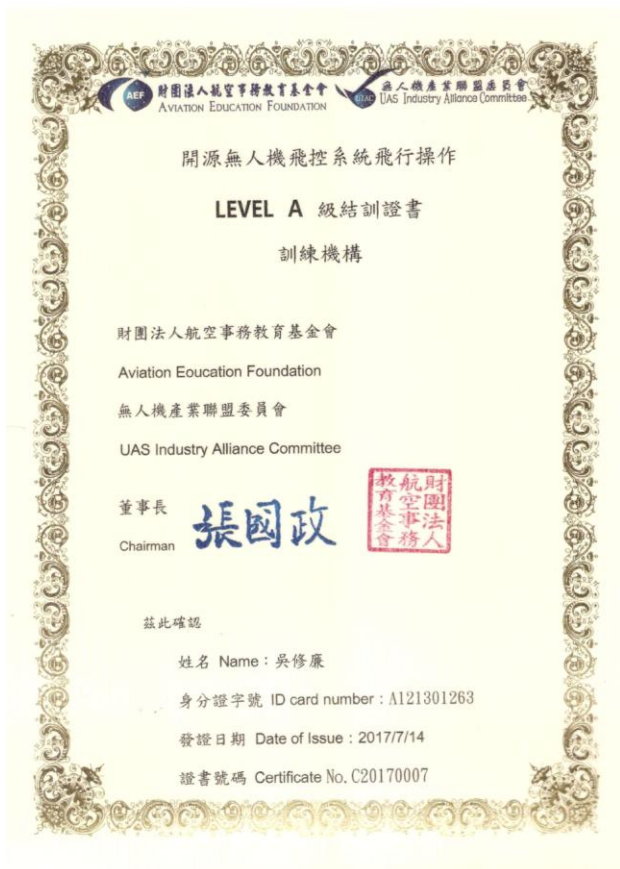 AEF 財團法人航空事務教育基金會
AVIATION EDUCATION FOUNDATION
UIAC 無人機產業聯盟委員會
UAS Industry Alliance Committee
開源無人機飛控系統飛行操作
LEVEL A 級結訓證書
訓練機構
財團法人航空事務教育基金會
Aviation Eoucation Foundation
無人機產業聯盟委員會
UAS Industry Alliance Committee
董事長
Chairman
張國政
財團法人
航空事務
教育基金會
茲此確認
姓名 Name:吳修廉
身分證字號 ID card number:A121301263
發證日期 Date of Issue:2017/7/14
證書號碼 Certificate No. C20170007